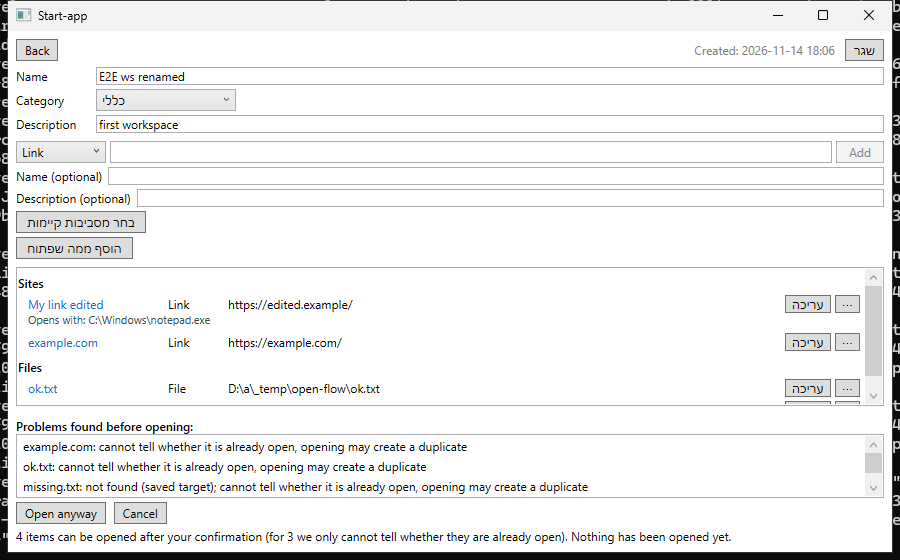 Start-app
Back
Created: 2026-11-14 18:06
שגר
Name
E2E ws renamed
Category
כללי
Description
first workspace
Link
Add
Name (optional)
Description (optional)
בחר מסביבות קיימות
הוסף ממה שפתוח
Sites
My link edited Link https://edited.example/ עריכה ...
Opens with: C:\Windows\notepad.exe
example.com Link https://example.com/ עריכה ...
Files
ok.txt File D:\a\_temp\open-flow\ok.txt עריכה ...
Problems found before opening:
example.com: cannot tell whether it is already open, opening may create a duplicate
ok.txt: cannot tell whether it is already open, opening may create a duplicate
missing.txt: not found (saved target); cannot tell whether it is already open, opening may create a duplicate
Open anyway
Cancel
4 items can be opened after your confirmation (for 3 we only cannot tell whether they are already open). Nothing has been opened yet.